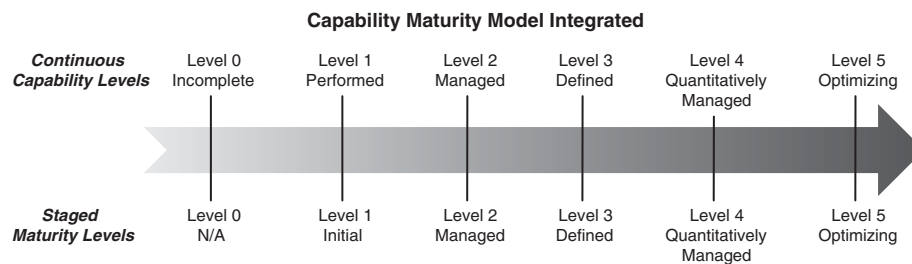 Capability Maturity Model Integrated
Continuous
Capability Levels
Level 0
Incomplete
Level 1
Performed
Level 2
Managed
Level 3
Defined
Level 4
Quantitatively
Managed
Level 5
Optimizing
Staged
Maturity Levels
Level 0
N/A
Level 1
Initial
Level 2
Managed
Level 3
Defined
Level 4
Quantitatively
Managed
Level 5
Optimizing